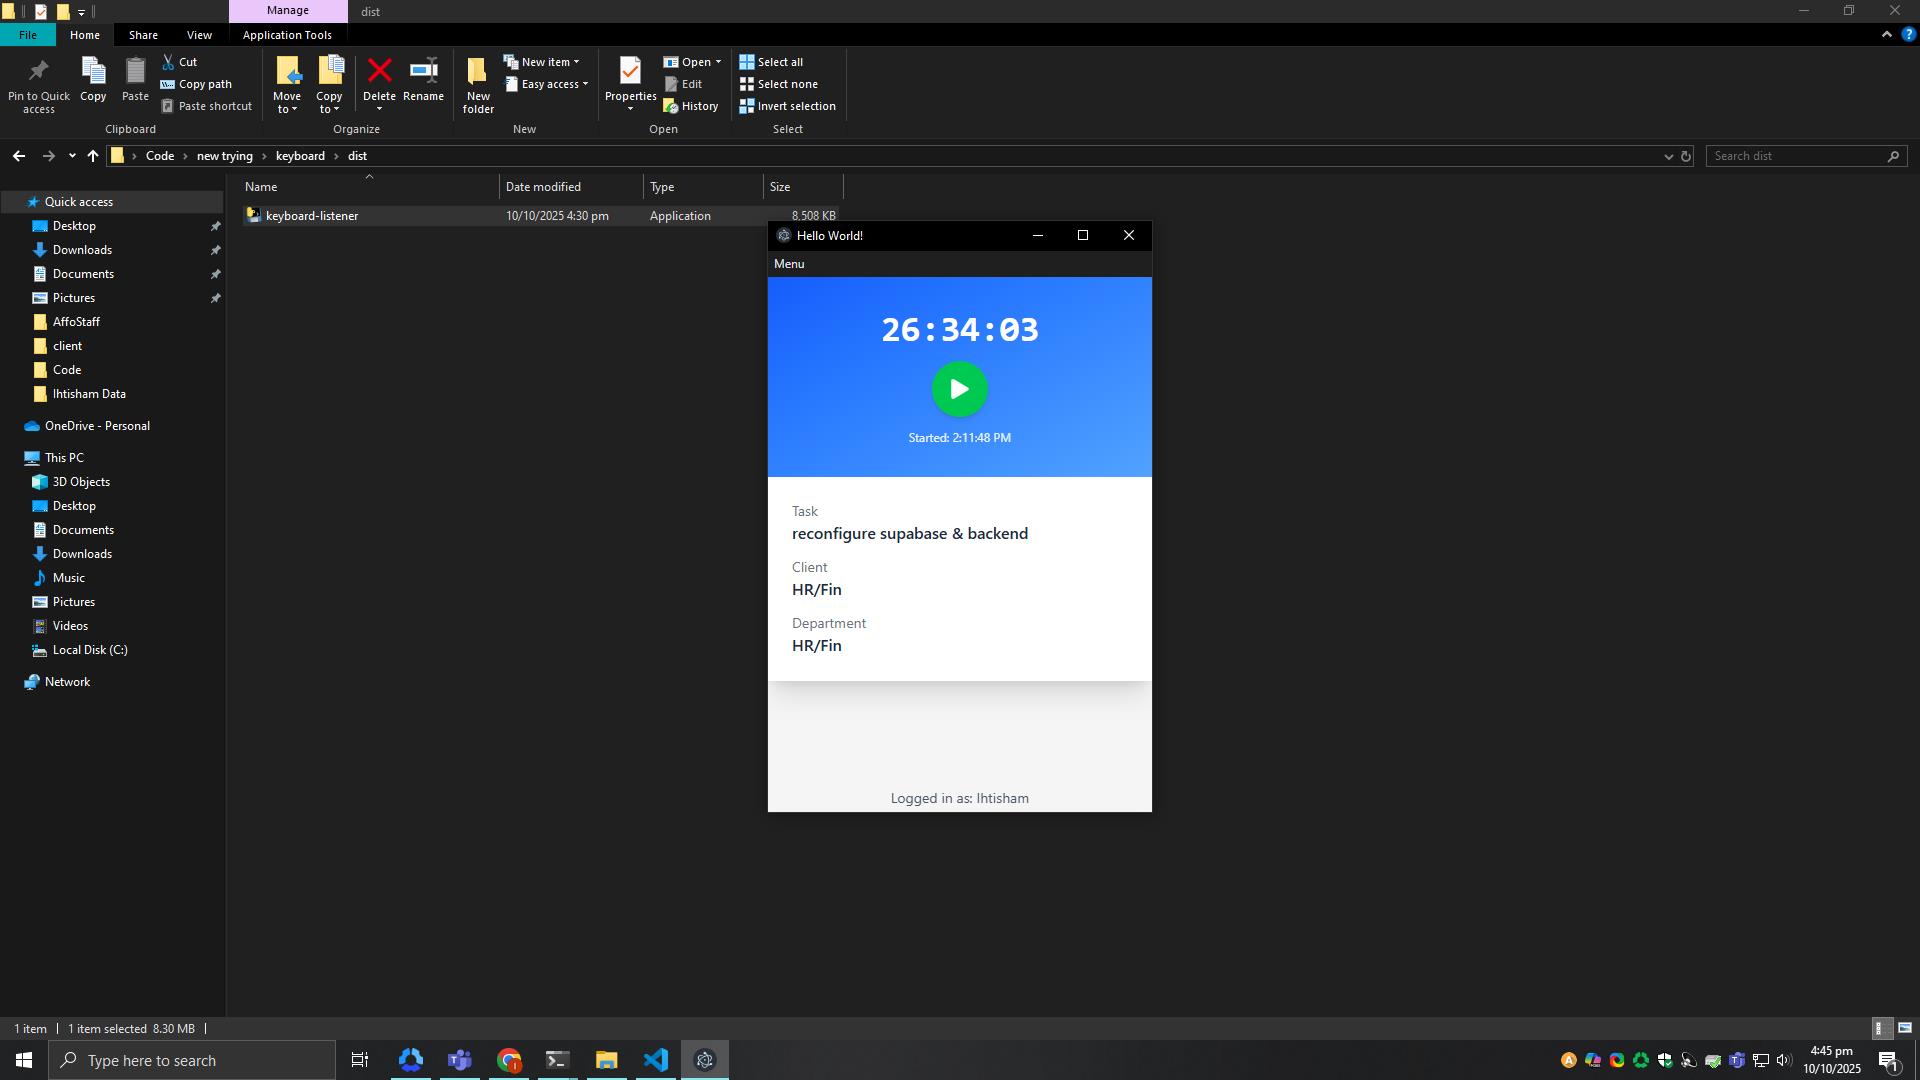 Manage
dist
File
Home
Share
View
Application Tools
Pin to Quick access
Copy
Paste
Cut
Copy path
Paste shortcut
Clipboard
Move to
Copy to
Delete
Rename
Organize
New folder
New item
Easy access
New
Properties
Open
Edit
History
Open
Select all
Select none
Invert selection
Select
Code
new trying
keyboard
dist
Search dist
Name
Date modified
Type
Size
keyboard-listener
10/10/2025 4:30 pm
Application
8,508 KB
Quick access
Desktop
Downloads
Documents
Pictures
AffoStaff
client
Code
Ihtisham Data
OneDrive - Personal
This PC
3D Objects
Desktop
Documents
Downloads
Music
Pictures
Videos
Local Disk (C:)
Network
Hello World!
Menu
26:34:03
Started: 2:11:48 PM
Task
reconfigure supabase & backend
Client
HR/Fin
Department
HR/Fin
Logged in as: Ihtisham
1 item
1 item selected 8.30 MB
Type here to search
4:45 pm
10/10/2025
1